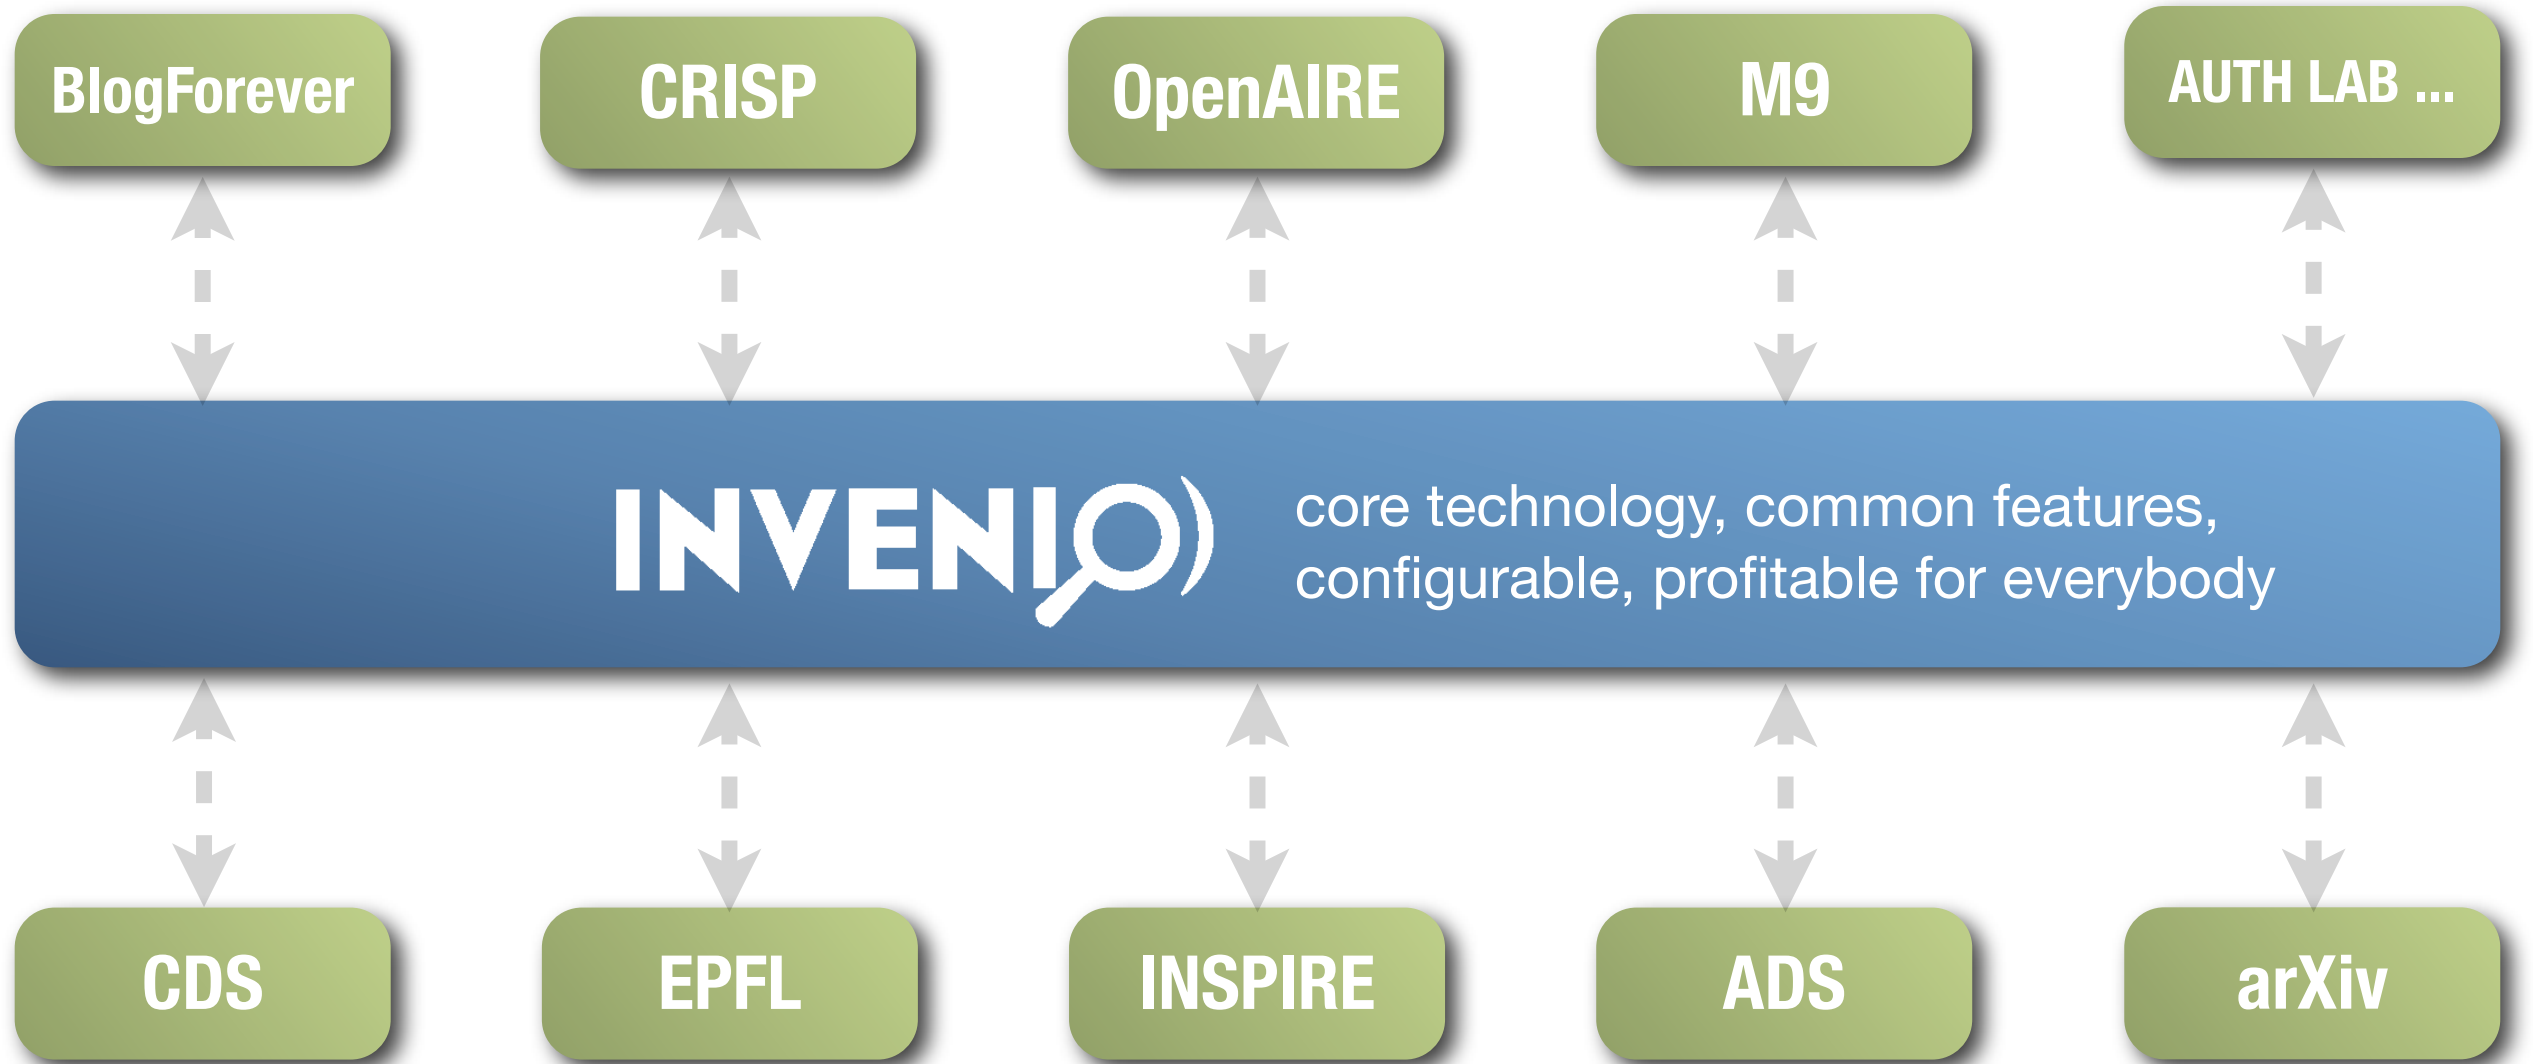 BlogForever
CRISP
OpenAIRE
M9
AUTH LAB ...
INVENIO
core technology, common features,
configurable, profitable for everybody
CDS
EPFL
INSPIRE
ADS
arXiv